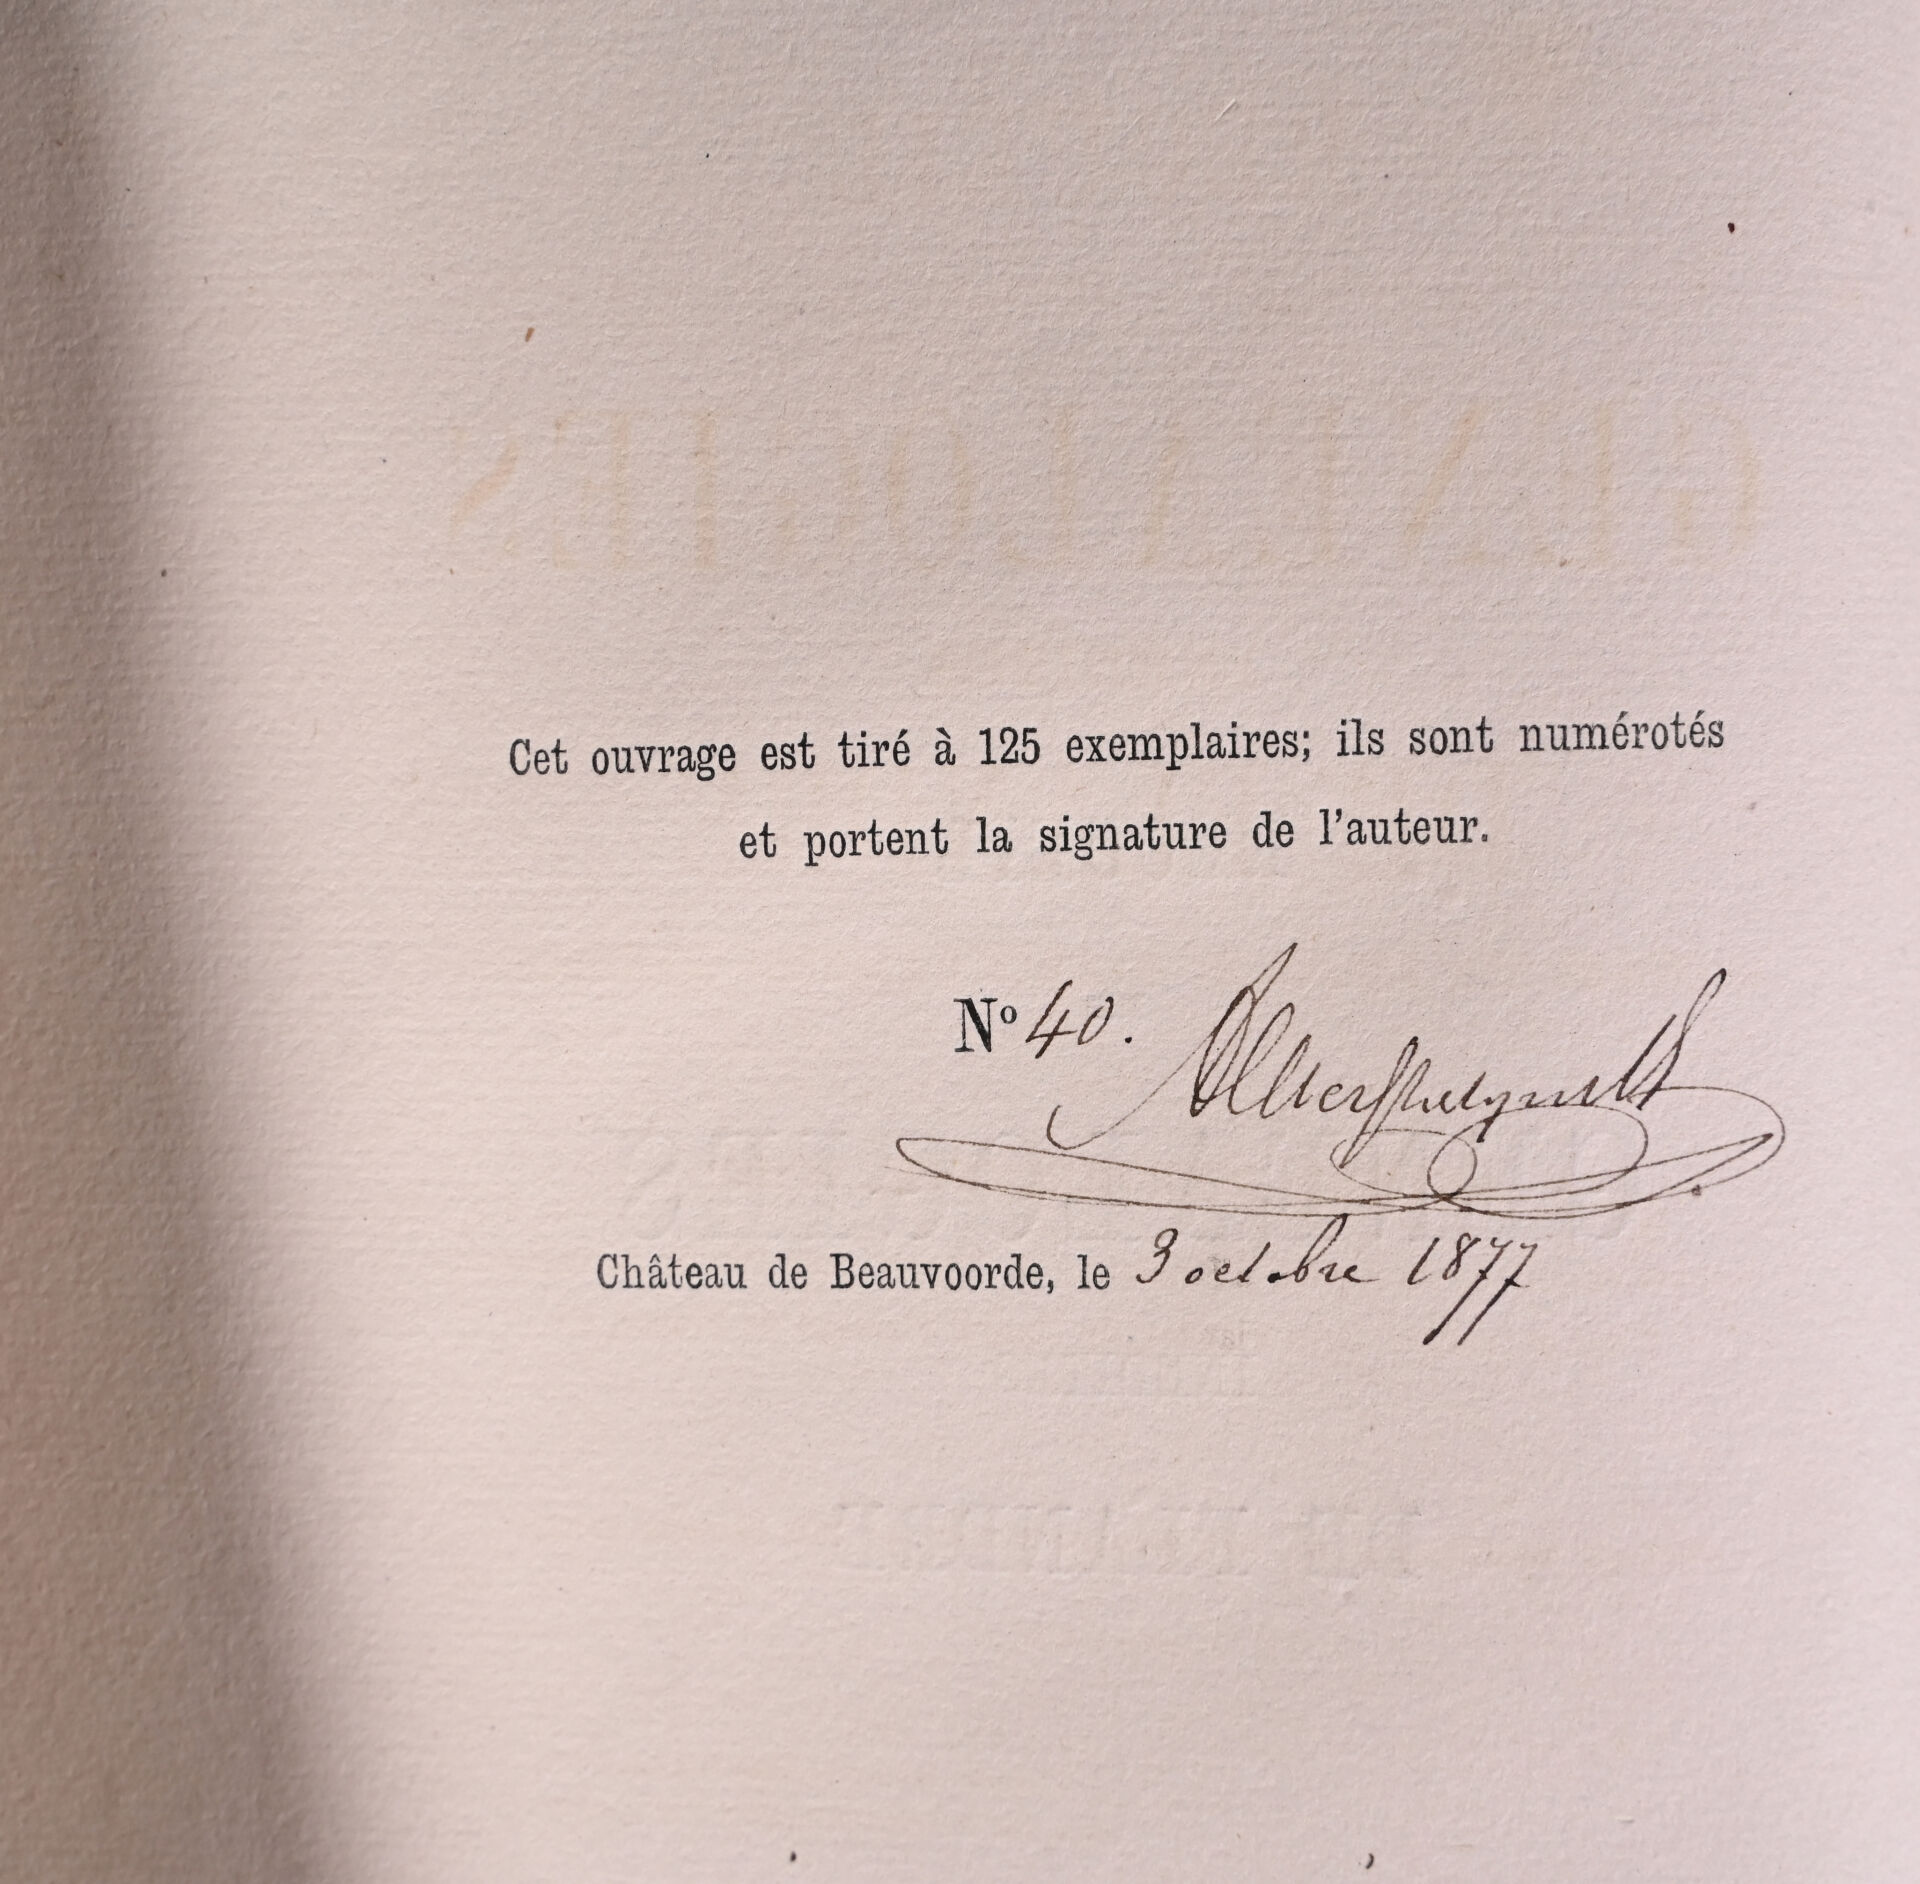 Cet ouvrage est tiré à 125 exemplaires; ils sont numérotés
et portent la signature de l'auteur.
Nº 40.
Château de Beauvoorde, le 3 octobre 1877